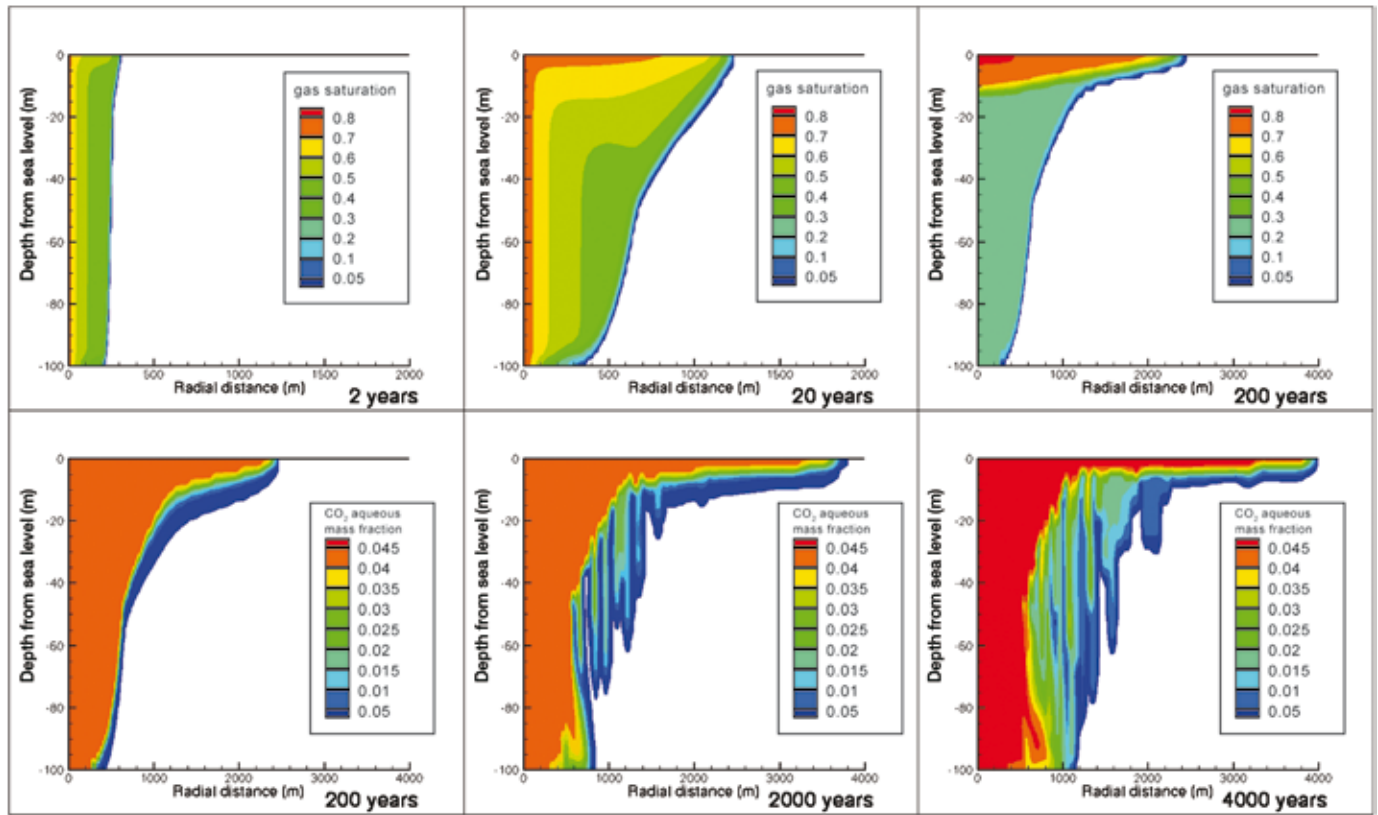 0
-20
-40
-60
-80
-100
Depth from sea level (m)
gas saturation
0.8
0.7
0.6
0.5
0.4
0.3
0.2
0.1
0.05
0 500 1000 1500 2000
Radial distance (m)
2 years
0
-20
-40
-60
-80
-100
Depth from sea level (m)
gas saturation
0.8
0.7
0.6
0.5
0.4
0.3
0.2
0.1
0.05
0 500 1000 1500 2000
Radial distance (m)
20 years
0
-20
-40
-60
-80
-100
Depth from sea level (m)
gas saturation
0.8
0.7
0.6
0.5
0.4
0.3
0.2
0.1
0.05
0 1000 2000 3000 4000
Radial distance (m)
200 years
0
-20
-40
-60
-80
-100
Depth from sea level (m)
CO₂ aqueous
mass fraction
0.045
0.04
0.035
0.03
0.025
0.02
0.015
0.01
0.05
0 1000 2000 3000 4000
Radial distance (m)
200 years
0
-20
-40
-60
-80
-100
Depth from sea level (m)
CO₂ aqueous
mass fraction
0.045
0.04
0.035
0.03
0.025
0.02
0.015
0.01
0.05
0 1000 2000 3000 4000
Radial distance (m)
2000 years
0
-20
-40
-60
-80
-100
Depth from sea level (m)
CO₂ aqueous
mass fraction
0.045
0.04
0.035
0.03
0.025
0.02
0.015
0.01
0.05
0 1000 2000 3000 4000
Radial distance (m)
4000 years